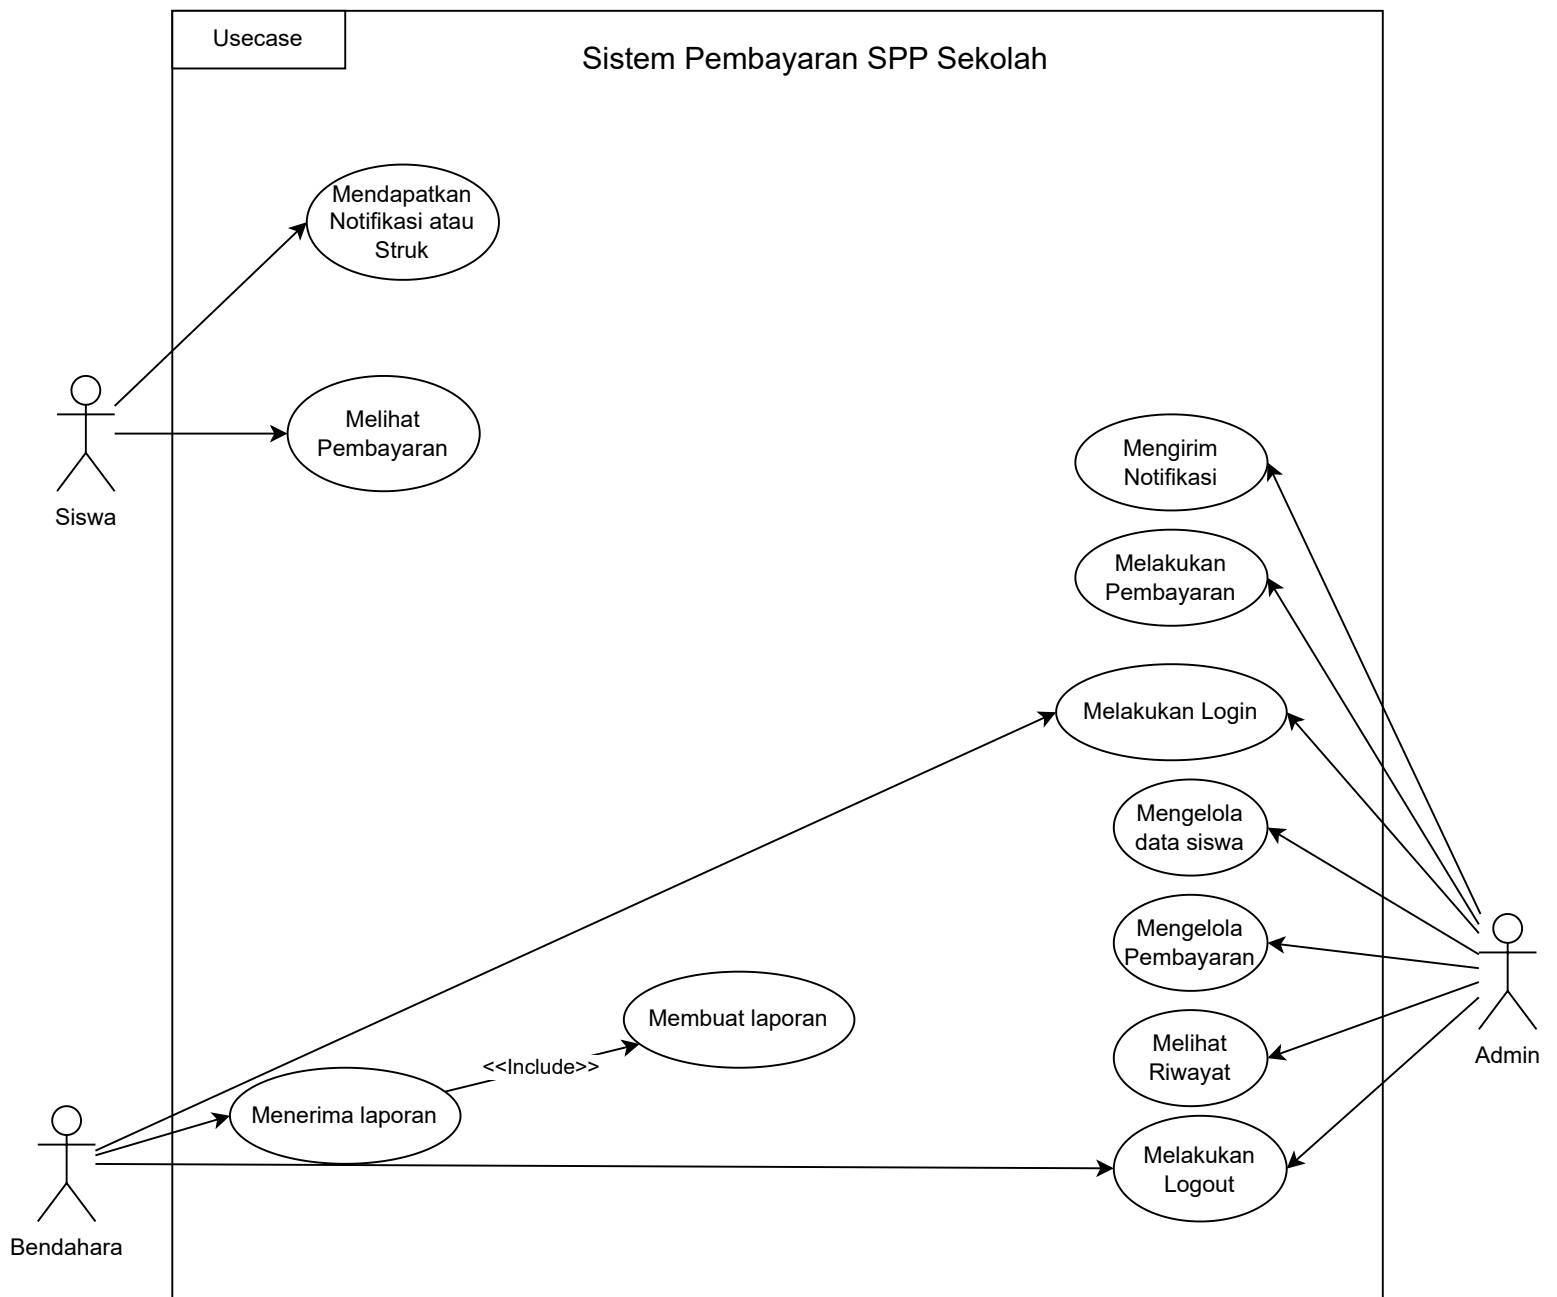 Usecase
Sistem Pembayaran SPP Sekolah
Mendapatkan
Notifikasi atau
Struk
Melihat
Pembayaran
Siswa
Mengirim
Notifikasi
Melakukan
Pembayaran
Melakukan Login
Mengelola
data siswa
Mengelola
Pembayaran
Membuat laporan
<<Include>>
Melihat
Riwayat
Admin
Menerima laporan
Melakukan
Logout
Bendahara